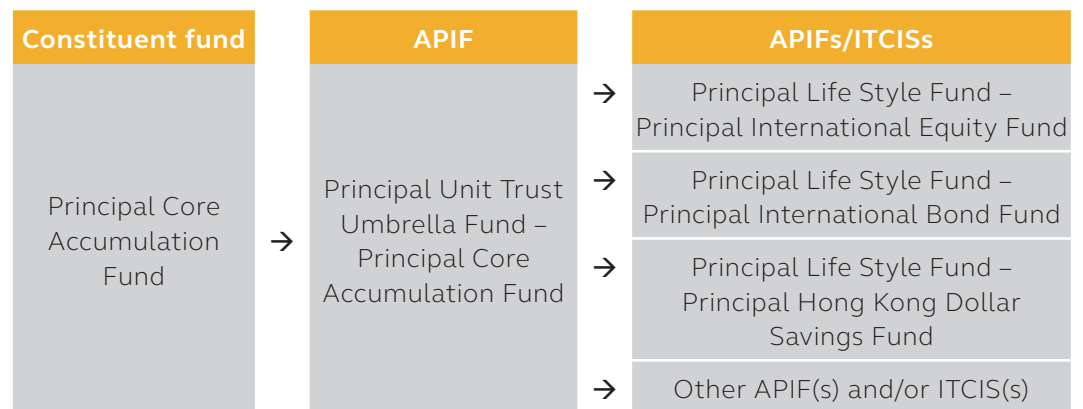 Constituent fund
APIF
APIFs/ITCISs
Principal Core
Accumulation
Fund
→
Principal Unit Trust
Umbrella Fund –
Principal Core
Accumulation Fund
→
Principal Life Style Fund –
Principal International Equity Fund
→
Principal Life Style Fund –
Principal International Bond Fund
→
Principal Life Style Fund –
Principal Hong Kong Dollar
Savings Fund
→
Other APIF(s) and/or ITCIS(s)